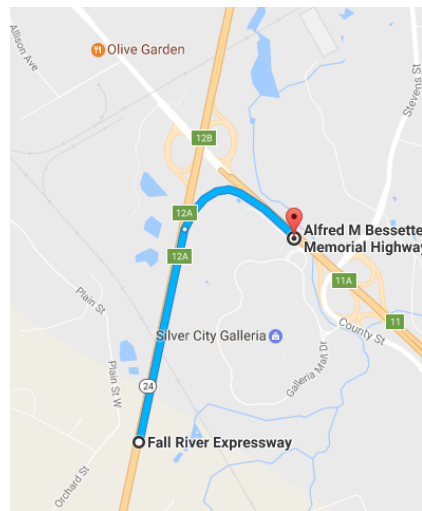 Allison Ave
Olive Garden
Stevens St
12B
12A
Alfred M Bessette
Memorial Highway
12A
11A
11
County St
Plain St
Silver City Galleria
Galleria Mall Dr
24
Plain St W
Fall River Expressway
Orchard St